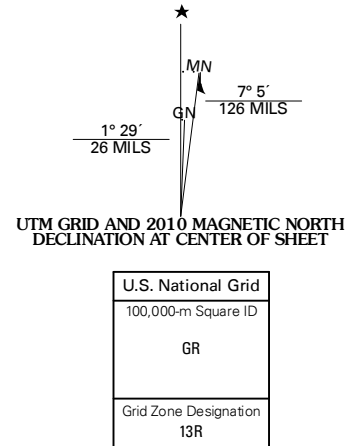 ★
MN
7° 5´
126 MILS
GN
1° 29´
26 MILS
UTM GRID AND 2010 MAGNETIC NORTH
DECLINATION AT CENTER OF SHEET
U.S. National Grid
100,000-m Square ID
GR
Grid Zone Designation
13R